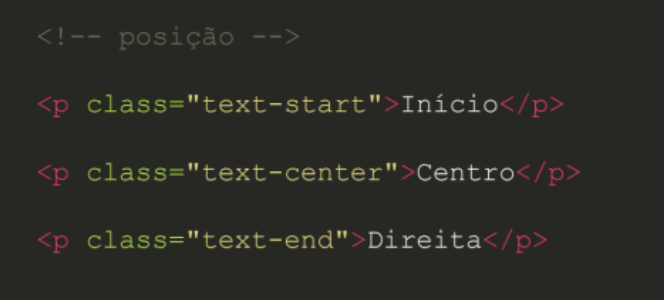 <!-- posição -->
<p class="text-start">Início</p>
<p class="text-center">Centro</p>
<p class="text-end">Direita</p>